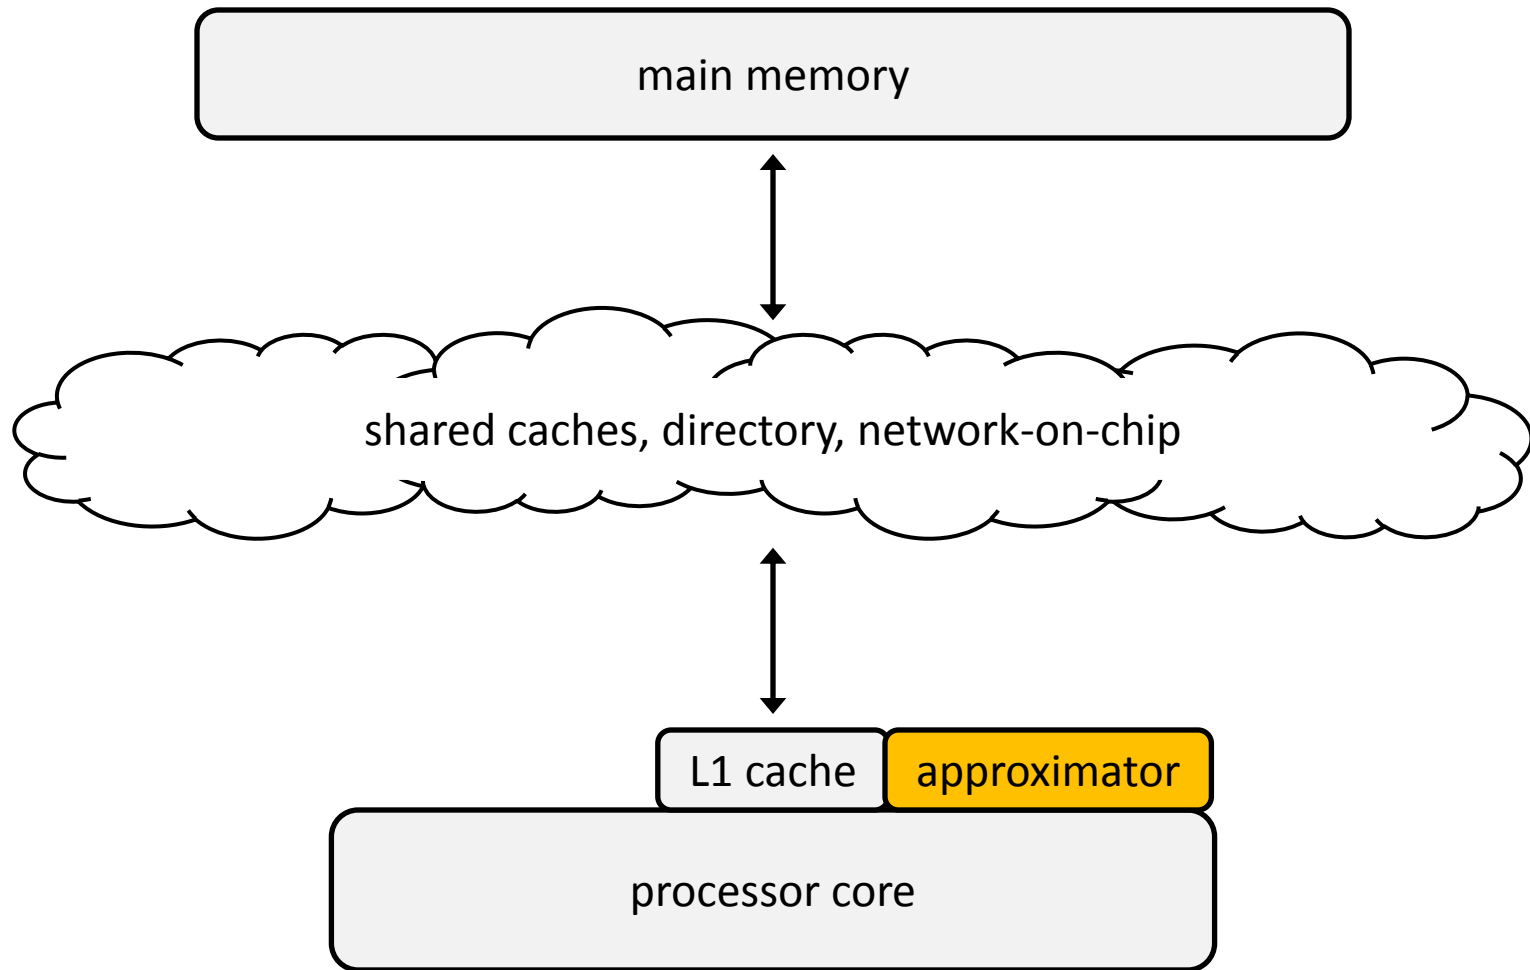 main memory
shared caches, directory, network-on-chip
L1 cache
approximator
processor core